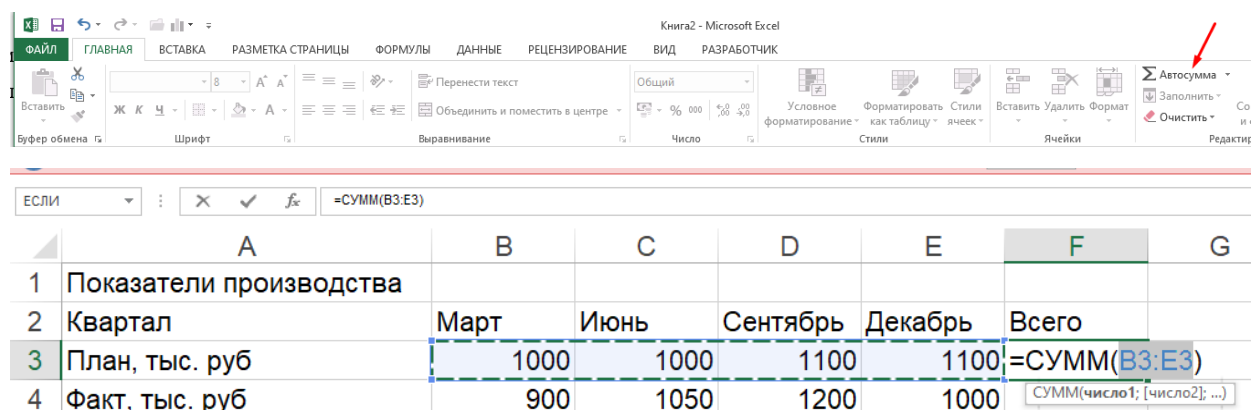 Книга2 - Microsoft Excel
ФАЙЛ ГЛАВНАЯ ВСТАВКА РАЗМЕТКА СТРАНИЦЫ ФОРМУЛЫ ДАННЫЕ РЕЦЕНЗИРОВАНИЕ ВИД РАЗРАБОТЧИК
8 Перенести текст Общий Σ Автосумма
Вставить Заполнить
Ж К Ч Объединить и поместить в центре % 000 Условное форматирование Форматировать как таблицу Стили ячеек Вставить Удалить Формат Очистить
Буфер обмена Шрифт Выравнивание Число Стили Ячейки
ЕСЛИ fx =СУММ(B3:E3)
A B C D E F G
1 Показатели производства
2 Квартал Март Июнь Сентябрь Декабрь Всего
3 План, тыс. руб 1000 1000 1100 1100 =СУММ(B3:E3)
4 Факт, тыс. руб 900 1050 1200 1000 СУММ(число1; [число2]; ...)